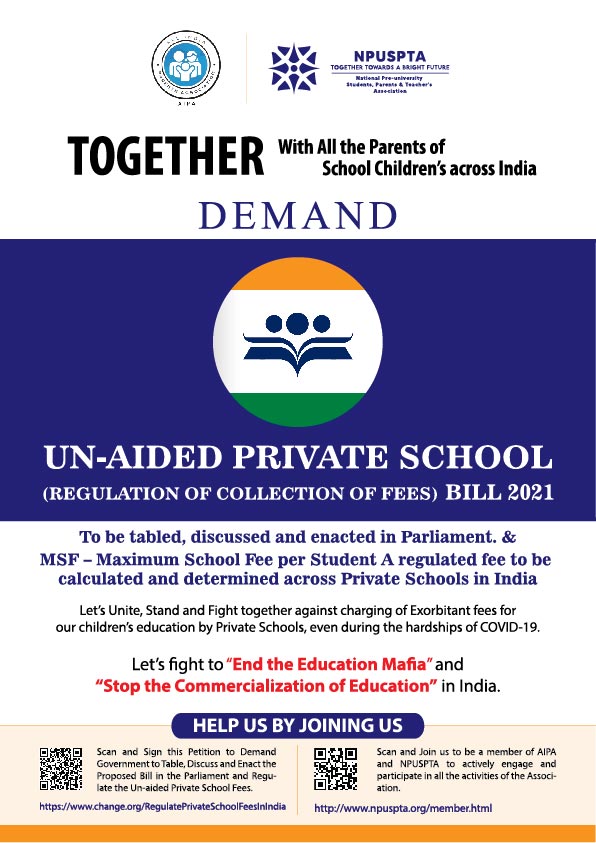 ALL INDIA
PARENTS ASSOCIATION
AIPA
NPUSPTA
TOGETHER TOWARDS A BRIGHT FUTURE
National Pre-university
Students, Parents & Teacher's
Association
TOGETHER With All the Parents of
School Children's across India
DEMAND
UN-AIDED PRIVATE SCHOOL
(REGULATION OF COLLECTION OF FEES) BILL 2021
To be tabled, discussed and enacted in Parliament. &
MSF – Maximum School Fee per Student A regulated fee to be
calculated and determined across Private Schools in India
Let's Unite, Stand and Fight together against charging of Exorbitant fees for
our children's education by Private Schools, even during the hardships of COVID-19.
Let's fight to "End the Education Mafia" and
"Stop the Commercialization of Education" in India.
HELP US BY JOINING US
Scan and Sign this Petition to Demand
Government to Table, Discuss and Enact the
Proposed Bill in the Parliament and Regu-
late the Un-aided Private School Fees.
https://www.change.org/RegulatePrivateSchoolFeesInIndia
Scan and Join us to be a member of AIPA
and NPUSPTA to actively engage and
participate in all the activities of the Associ-
ation.
http://www.npuspta.org/member.html